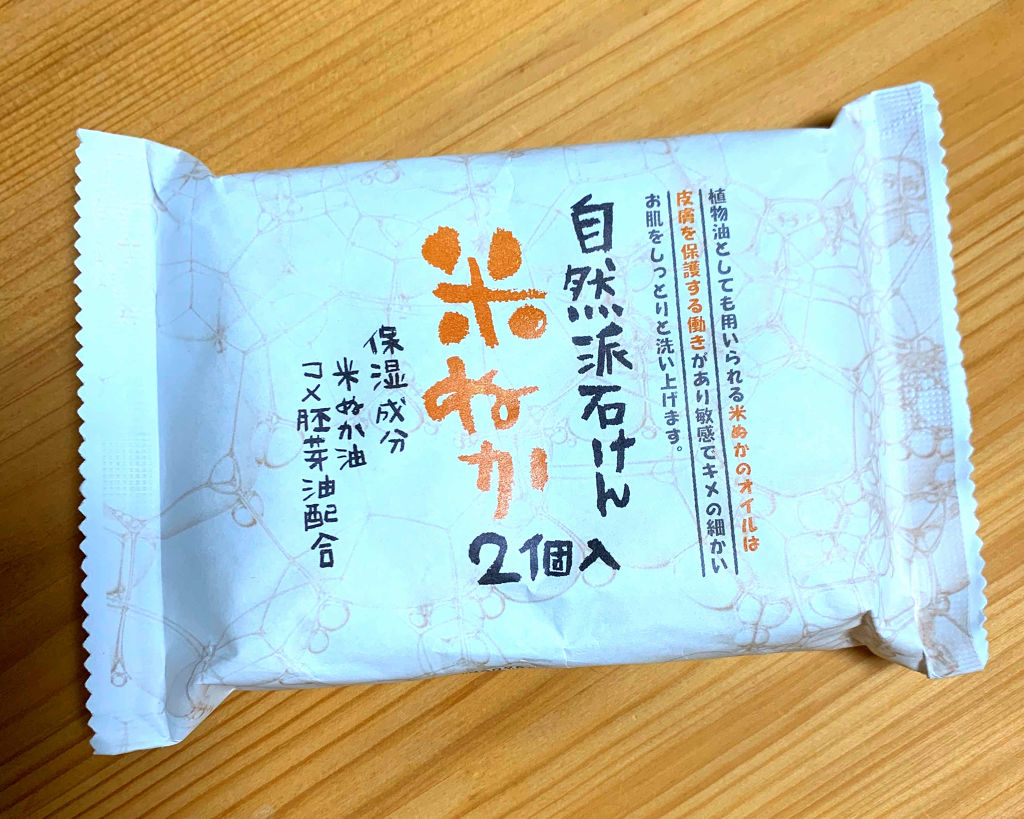 植物油としても用いられる米ぬかのオイルは
皮膚を保護する働きがあり敏感でキメの細かい
お肌をしっとりと洗い上げます。
自然派石けん
米ぬか
2個入
保湿成分
米ぬか油
コメ胚芽油配合